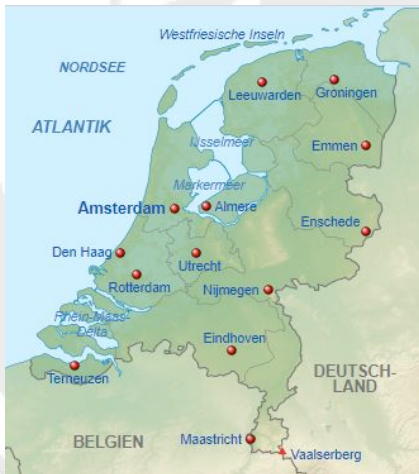 Westfriesische Inseln
NORDSEE
Leeuwarden
Groningen
ATLANTIK
IJsselmeer
Emmen
Markermeer
Amsterdam
Almere
Enschede
Den Haag
Utrecht
Rotterdam
Nijmegen
Rhein-Maas-
Delta
Eindhoven
Terneuzen
DEUTSCH-
LAND
BELGIEN
Maastricht
Vaalserberg